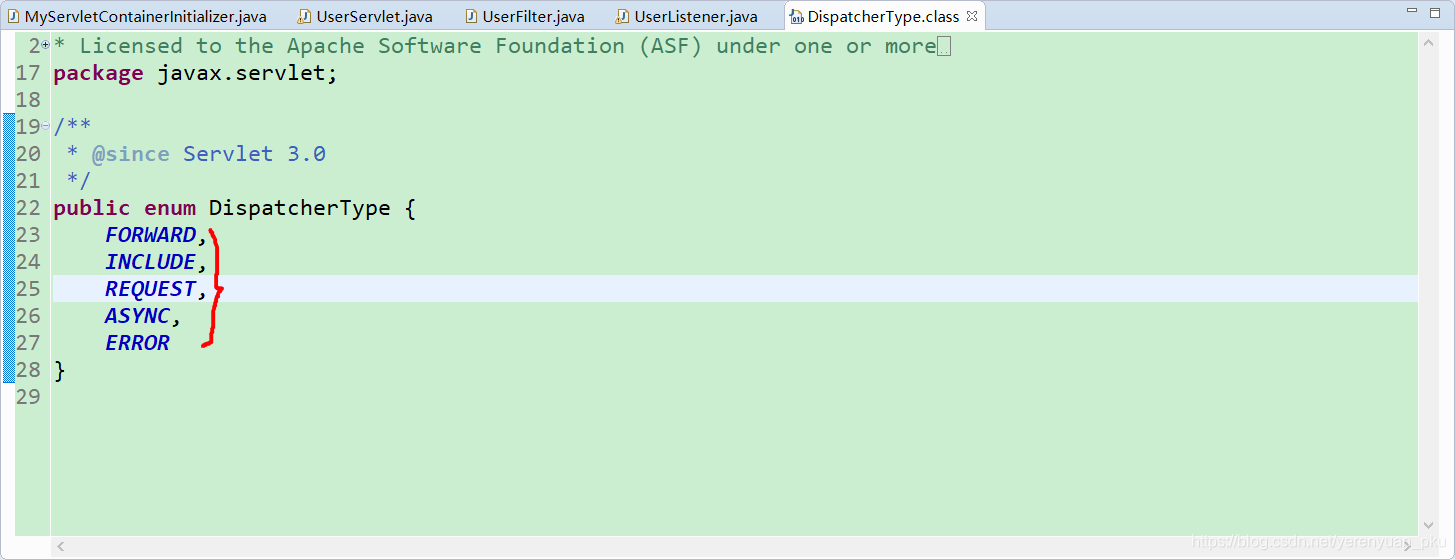 MyServletContainerInitializer.java UserServlet.java UserFilter.java UserListener.java DispatcherType.class
2 * Licensed to the Apache Software Foundation (ASF) under one or more
17 package javax.servlet;
18
19 /**
20 * @since Servlet 3.0
21 */
22 public enum DispatcherType {
23 FORWARD,
24 INCLUDE,
25 REQUEST,
26 ASYNC,
27 ERROR
28 }
29
https://blog.csdn.net/yerenyuan_pku